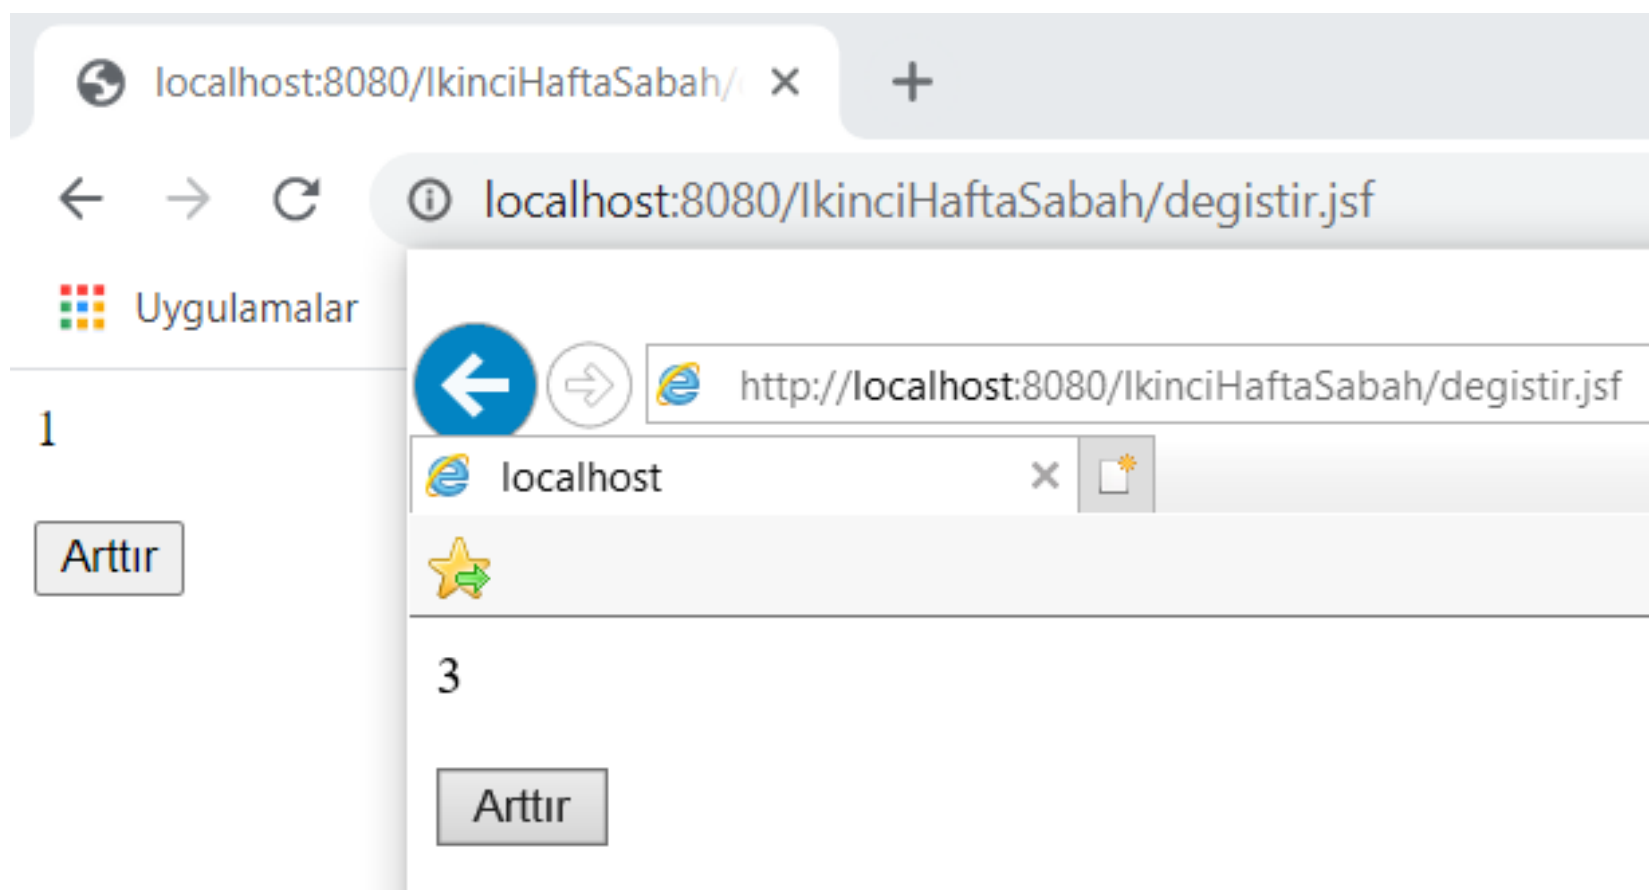 localhost:8080/IkinciHaftaSabah/
localhost:8080/IkinciHaftaSabah/degistir.jsf
Uygulamalar
1
Arttır
http://localhost:8080/IkinciHaftaSabah/degistir.jsf
localhost
3
Arttır